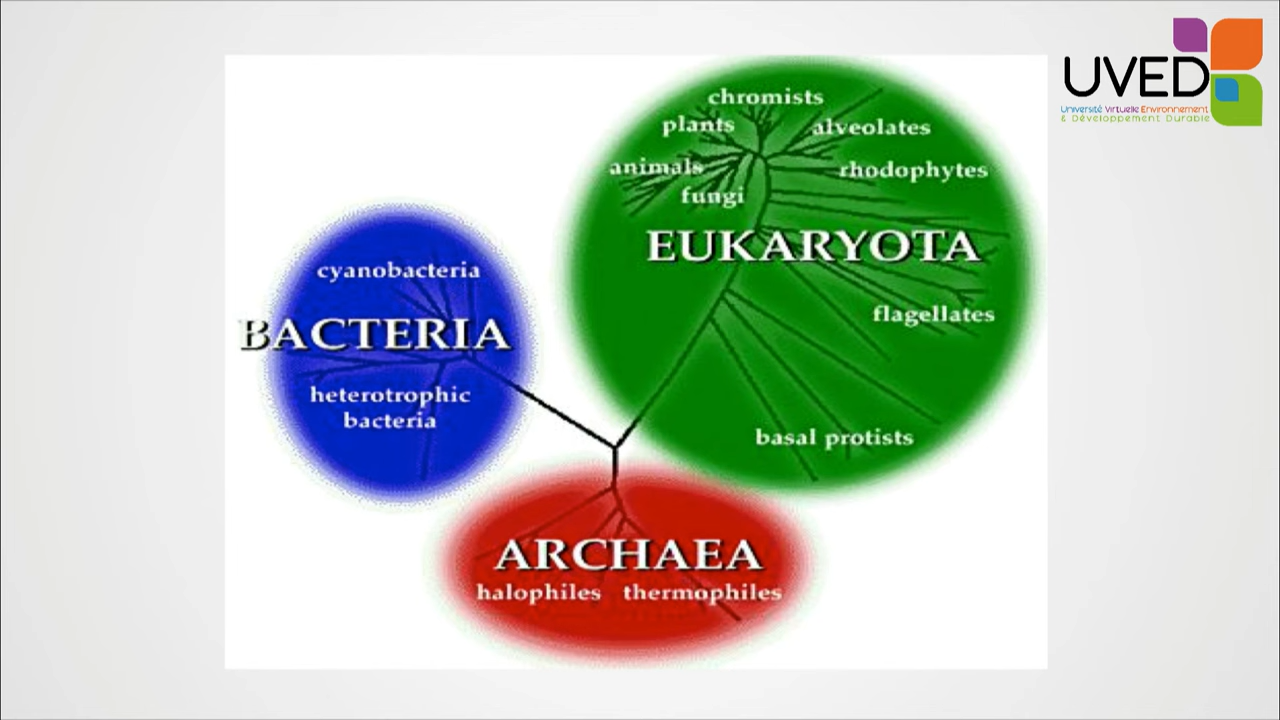 UVED
Université Virtuelle Environnement
& Développement Durable
chromists
plants
alveolates
animals
rhodophytes
fungi
EUKARYOTA
cyanobacteria
flagellates
BACTERIA
heterotrophic
bacteria
basal protists
ARCHAEA
halophiles thermophiles